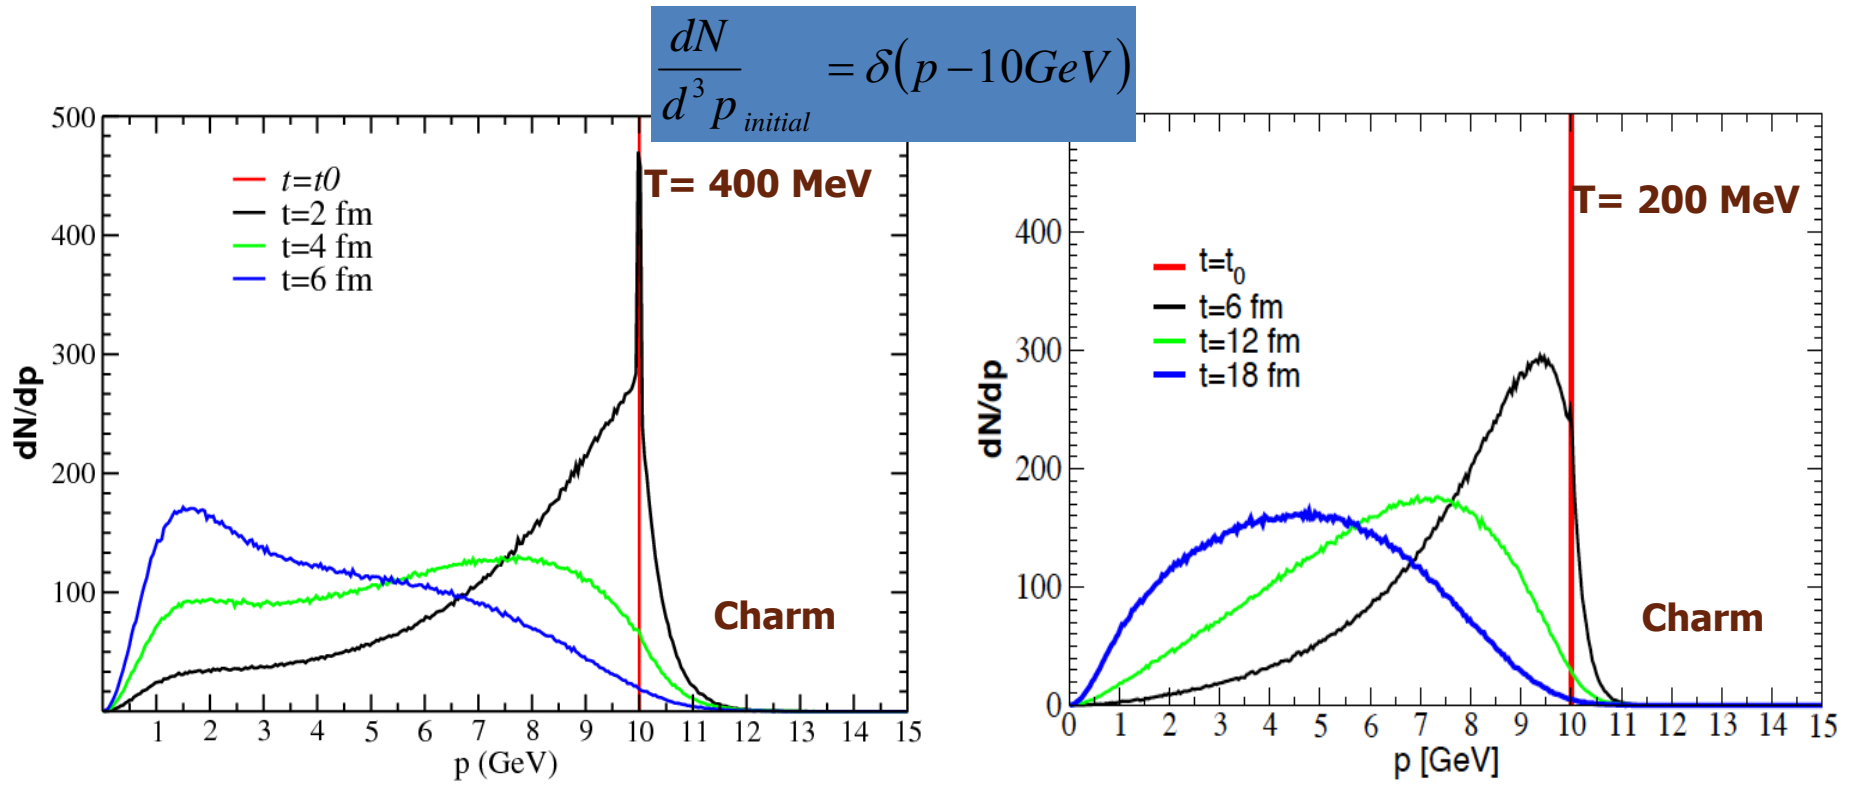 dN
d³p initial = δ(p − 10GeV)
500
400
300
200
100
dN/dp
t=t0
t=2 fm
t=4 fm
t=6 fm
T= 400 MeV
Charm
1 2 3 4 5 6 7 8 9 10 11 12 13 14 15
p (GeV)
400
300
200
100
0
dN/dp
T= 200 MeV
t=t₀
t=6 fm
t=12 fm
t=18 fm
Charm
0 1 2 3 4 5 6 7 8 9 10 11 12 13 14 15
p [GeV]